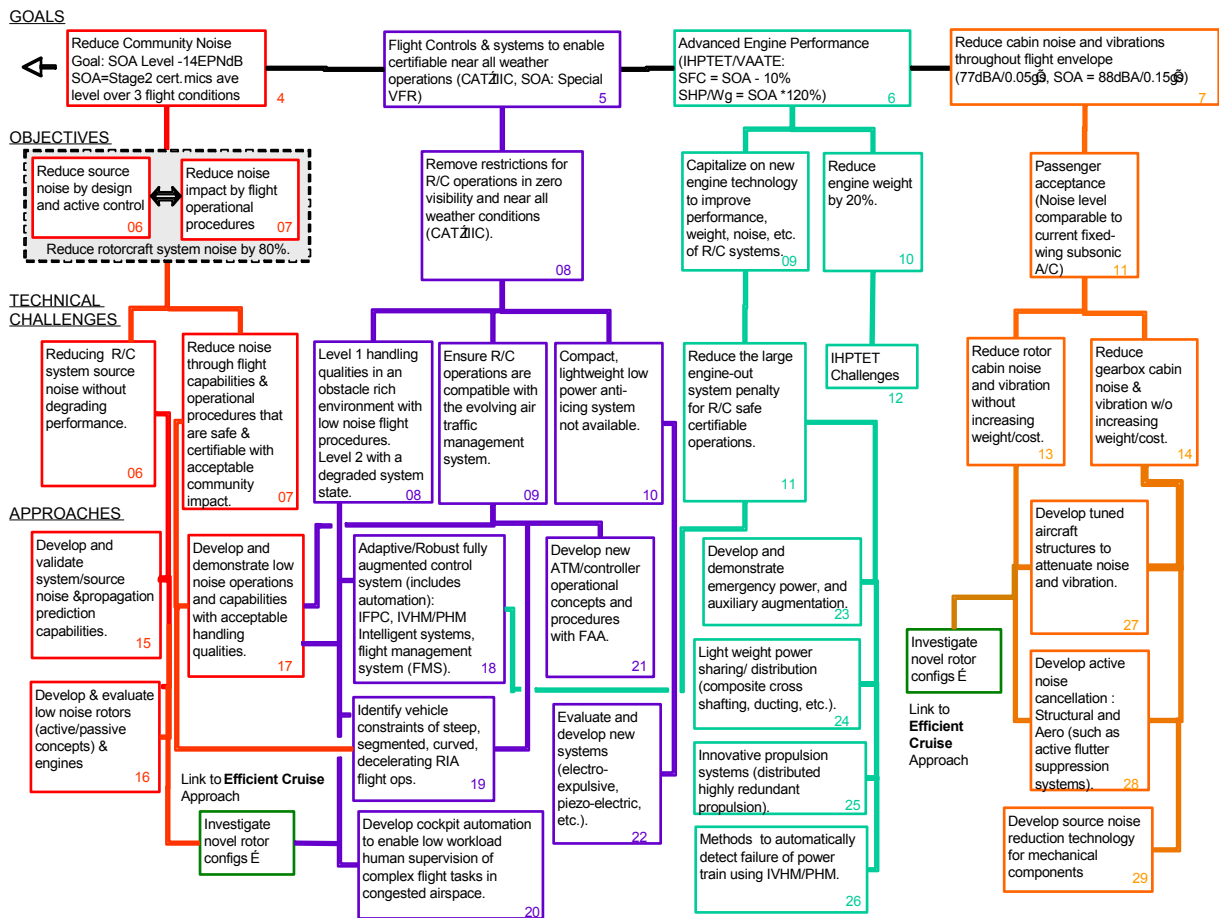 GOALS
Reduce Community Noise
Goal: SOA Level -14EPNdB
SOA=Stage2 cert.mics ave
level over 3 flight conditions
4
Flight Controls & systems to enable
certifiable near all weather
operations (CATŹIIC, SOA: Special
VFR)
5
Advanced Engine Performance
(IHPTET/VAATE:
SFC = SOA - 10%
SHP/Wg = SOA *120%)
6
Reduce cabin noise and vibrations
throughout flight envelope
(77dBA/0.05g, SOA = 88dBA/0.15g)
7
OBJECTIVES
Reduce source
noise by design
and active control
06
Reduce noise
impact by flight
operational
procedures
07
Reduce rotorcraft system noise by 80%.
Remove restrictions for
R/C operations in zero
visibility and near all
weather conditions
(CATŹIIC).
08
Capitalize on new
engine technology
to improve
performance,
weight, noise, etc.
of R/C systems.
09
Reduce
engine weight
by 20%.
10
Passenger
acceptance
(Noise level
comparable to
current fixed-
wing subsonic
A/C)
11
TECHNICAL
CHALLENGES
Reducing R/C
system source
noise without
degrading
performance.
06
Reduce noise
through flight
capabilities &
operational
procedures that
are safe &
certifiable with
acceptable
community
impact.
07
Level 1 handling
qualities in an
obstacle rich
environment with
low noise flight
procedures.
Level 2 with a
degraded system
state.
08
Ensure R/C
operations are
compatible with
the evolving air
traffic
management
system.
09
Compact,
lightweight low
power anti-
icing system
not available.
10
Reduce the large
engine-out
system penalty
for R/C safe
certifiable
operations.
11
IHPTET
Challenges
12
Reduce rotor
cabin noise
and vibration
without
increasing
weight/cost.
13
Reduce
gearbox cabin
noise &
vibration w/o
increasing
weight/cost.
14
APPROACHES
Develop and
validate
system/source
noise &propagation
prediction
capabilities.
15
Develop & evaluate
low noise rotors
(active/passive
concepts) &
engines
16
Develop and
demonstrate low
noise operations
and capabilities
with acceptable
handling
qualities.
17
Link to Efficient Cruise
Approach
Investigate
novel rotor
configs É
Adaptive/Robust fully
augmented control
system (includes
automation):
IFPC, IVHM/PHM
Intelligent systems,
flight management
system (FMS).
18
Identify vehicle
constraints of steep,
segmented, curved,
decelerating RIA
flight ops.
19
Develop cockpit automation
to enable low workload
human supervision of
complex flight tasks in
congested airspace.
20
Develop new
ATM/controller
operational
concepts and
procedures
with FAA.
21
Evaluate and
develop new
systems
(electro-
expulsive,
piezo-electric,
etc.).
22
Develop and
demonstrate
emergency power, and
auxiliary augmentation.
23
Light weight power
sharing/ distribution
(composite cross
shafting, ducting, etc.).
24
Innovative propulsion
systems (distributed
highly redundant
propulsion).
25
Methods to automatically
detect failure of power
train using IVHM/PHM.
26
Investigate
novel rotor
configs É
Link to
Efficient
Cruise
Approach
Develop tuned
aircraft
structures to
attenuate noise
and vibration.
27
Develop active
noise
cancellation :
Structural and
Aero (such as
active flutter
suppression
systems).
28
Develop source noise
reduction technology
for mechanical
components
29